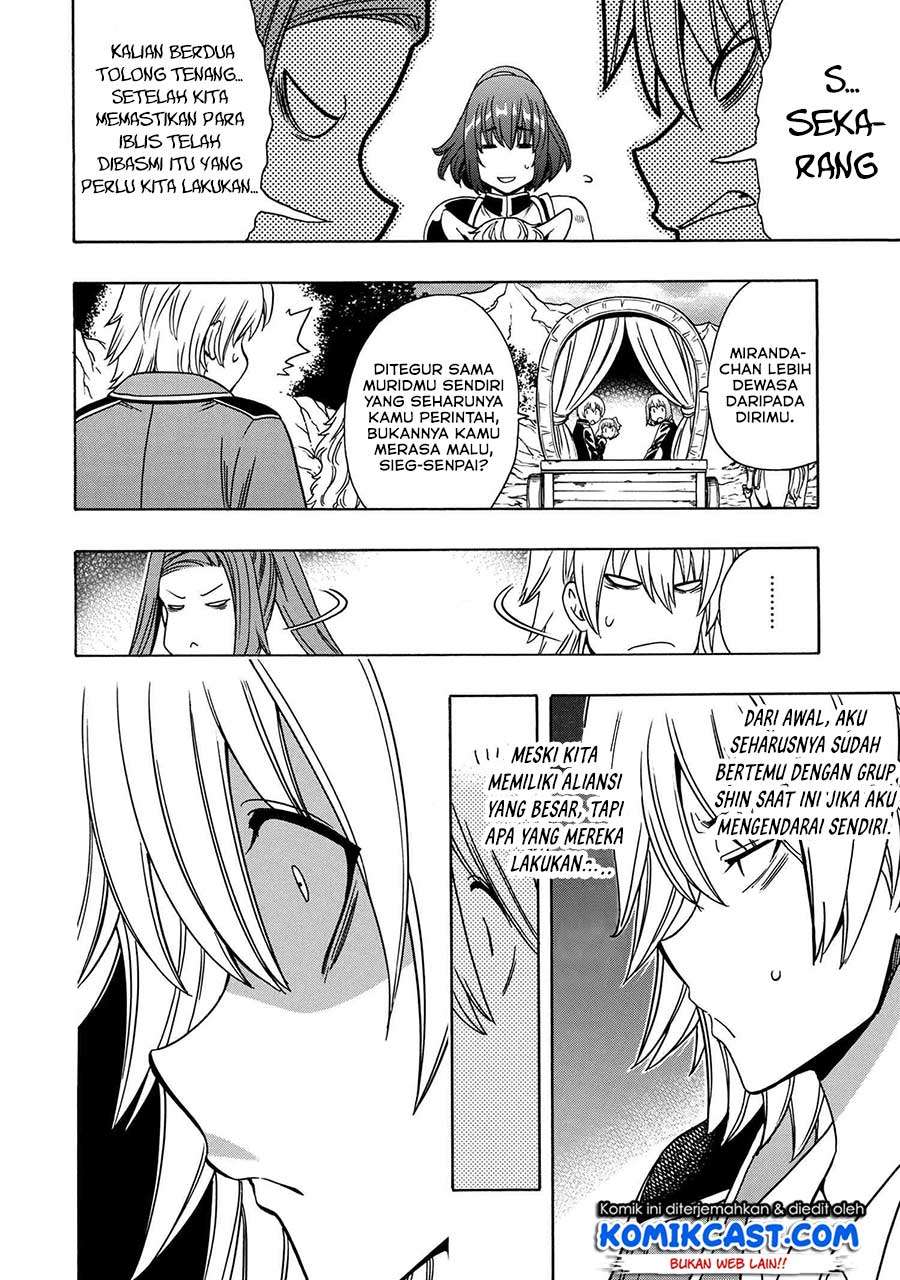 S...
SEKA-
RANG
KALIAN BERDUA
TOLONG TENANG...
SETELAH KITA
MEMASTIKAN PARA
IBLIS TELAH
DIBASMI ITU YANG
PERLU KITA LAKUKAN...
MIRANDA-
CHAN LEBIH
DEWASA
DARIPADA
DIRIMU.
DITEGUR SAMA
MURIDMU SENDIRI
YANG SEHARUNYA
KAMU PERINTAH,
BUKANNYA KAMU
MERASA MALU,
SIEG-SENPAI?
........
DARI AWAL, AKU
SEHARUSNYA SUDAH
BERTEMU DENGAN GRUP
SHIN SAAT INI JIKA AKU
MENGENDARAI SENDIRI.
MESKI KITA
MEMILIKI ALIANSI
YANG BESAR, TAPI
APA YANG MEREKA
LAKUKAN.....
Komik ini diterjemahkan & diedit oleh
KOMIKCAST.COM
BUKAN WEB LAIN!!